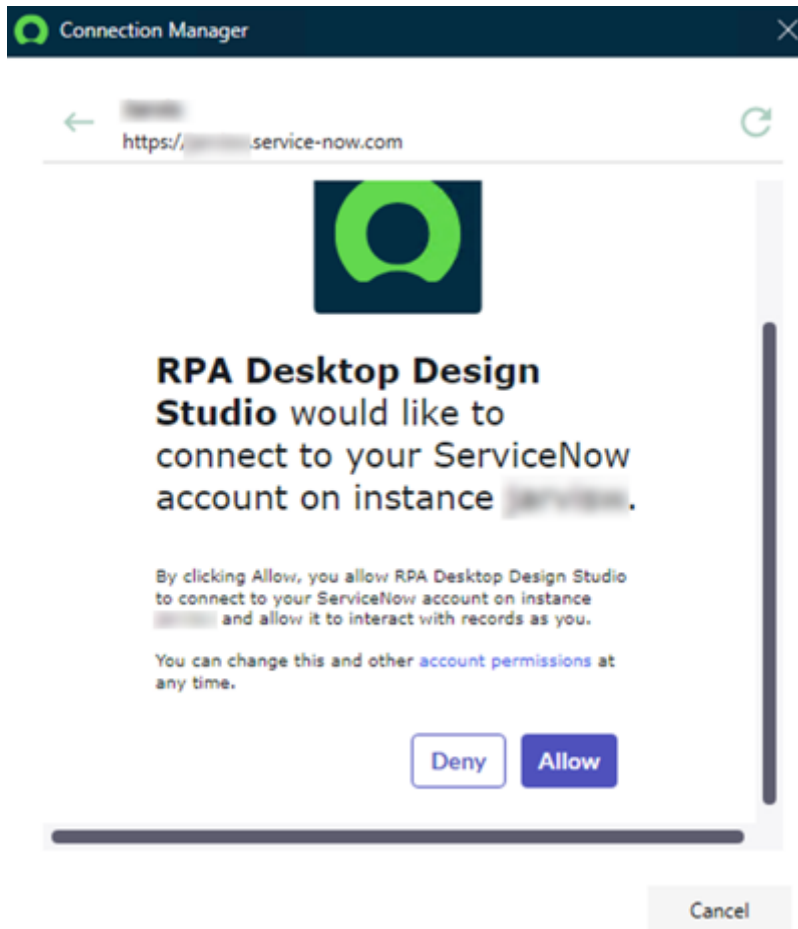 Connection Manager
https:// .service-now.com
RPA Desktop Design
Studio would like to
connect to your ServiceNow
account on instance .
By clicking Allow, you allow RPA Desktop Design Studio
to connect to your ServiceNow account on instance
and allow it to interact with records as you.
You can change this and other account permissions at
any time.
Deny
Allow
Cancel